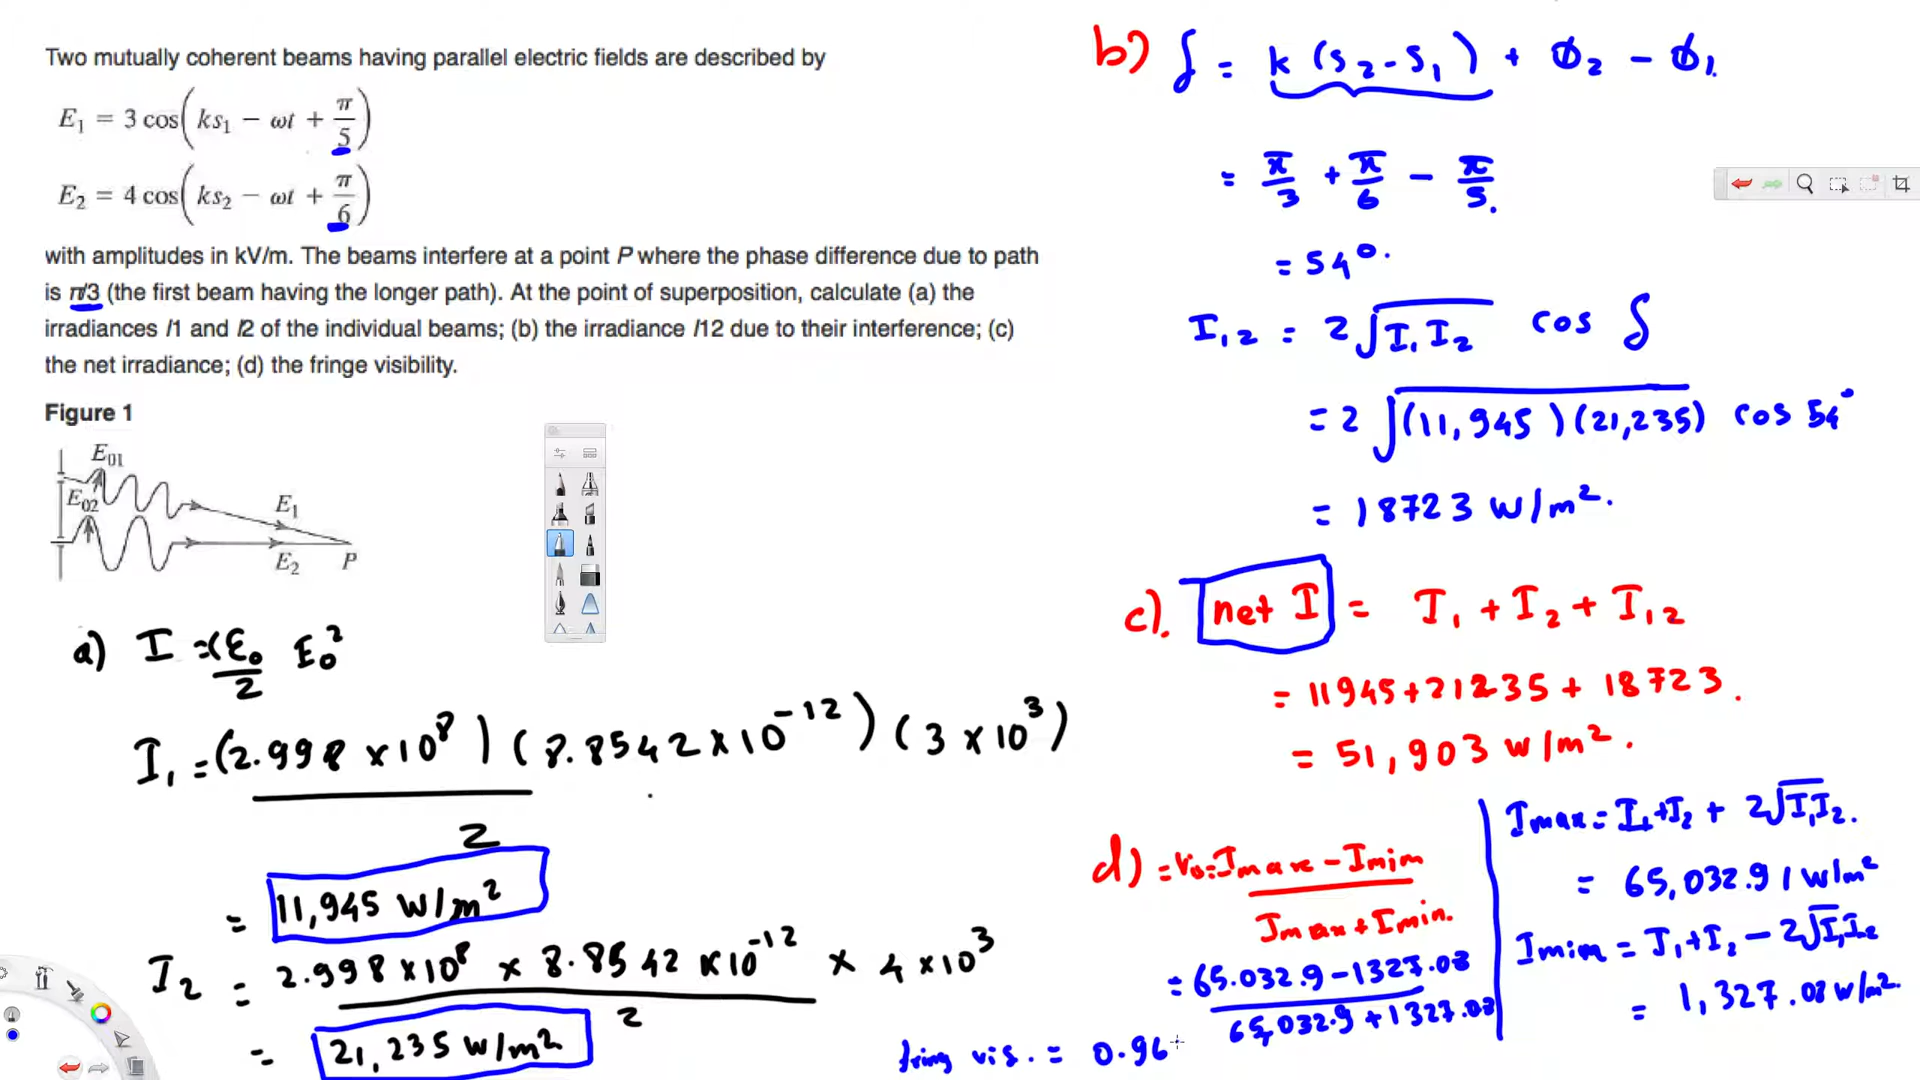 Two mutually coherent beams having parallel electric fields are described by
E₁ = 3 cos(ks₁ − ωt + π/5)
E₂ = 4 cos(ks₂ − ωt + π/6)
with amplitudes in kV/m. The beams interfere at a point P where the phase difference due to path
is π/3 (the first beam having the longer path). At the point of superposition, calculate (a) the
irradiances I1 and I2 of the individual beams; (b) the irradiance I12 due to their interference; (c)
the net irradiance; (d) the fringe visibility.
Figure 1
E₀₁
E₀₂
E₁
E₂
P
a) I = cε₀/2 E₀²
I₁ = (2.998 × 10⁸)(8.8542 × 10⁻¹²)(3 × 10³) / 2
= 11,945 W/m²
I₂ = 2.998 × 10⁸ × 8.8542 × 10⁻¹² × 4 × 10³ / 2
= 21,235 W/m²
b) δ = k(s₂ - s₁) + ϕ₂ - ϕ₁.
= π/3 + π/6 - π/5.
= 54°.
I₁₂ = 2√I₁I₂ cos δ
= 2√(11,945)(21,235) cos 54°
= 18723 W/m².
c). net I = I₁ + I₂ + I₁₂
= 11945+21235+18723.
= 51,903 W/m².
d) = Vis = Imax - Imin / Imax + Imin.
= 65.032.9 - 1327.08 / 65,032.9 + 1327.08
fring vis. = 0.96
Imax = I₁+I₂ + 2√I₁I₂.
= 65,032.91 W/m²
Imin = I₁+I₂ - 2√I₁I₂
= 1,327.08 W/m².